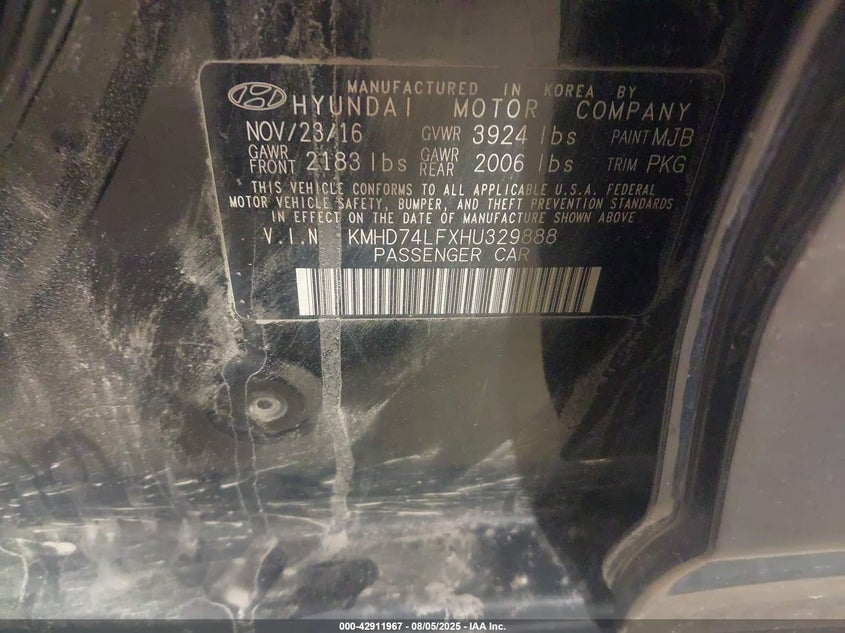 MANUFACTURED IN KOREA BY
HYUNDAI MOTOR COMPANY
NOV/23/16 GVWR 3924 lbs PAINT MJB
GAWR FRONT 2183 lbs GAWR REAR 2006 lbs TRIM PKG
THIS VEHICLE CONFORMS TO ALL APPLICABLE U.S.A. FEDERAL
MOTOR VEHICLE SAFETY, BUMPER, AND THEFT PREVENTION STANDARDS
IN EFFECT ON THE DATE OF MANUFACTURE SHOWN ABOVE
V.I.N KMHD74LFXHU329888
PASSENGER CAR
000-42911967 - 08/05/2025 - IAA Inc.